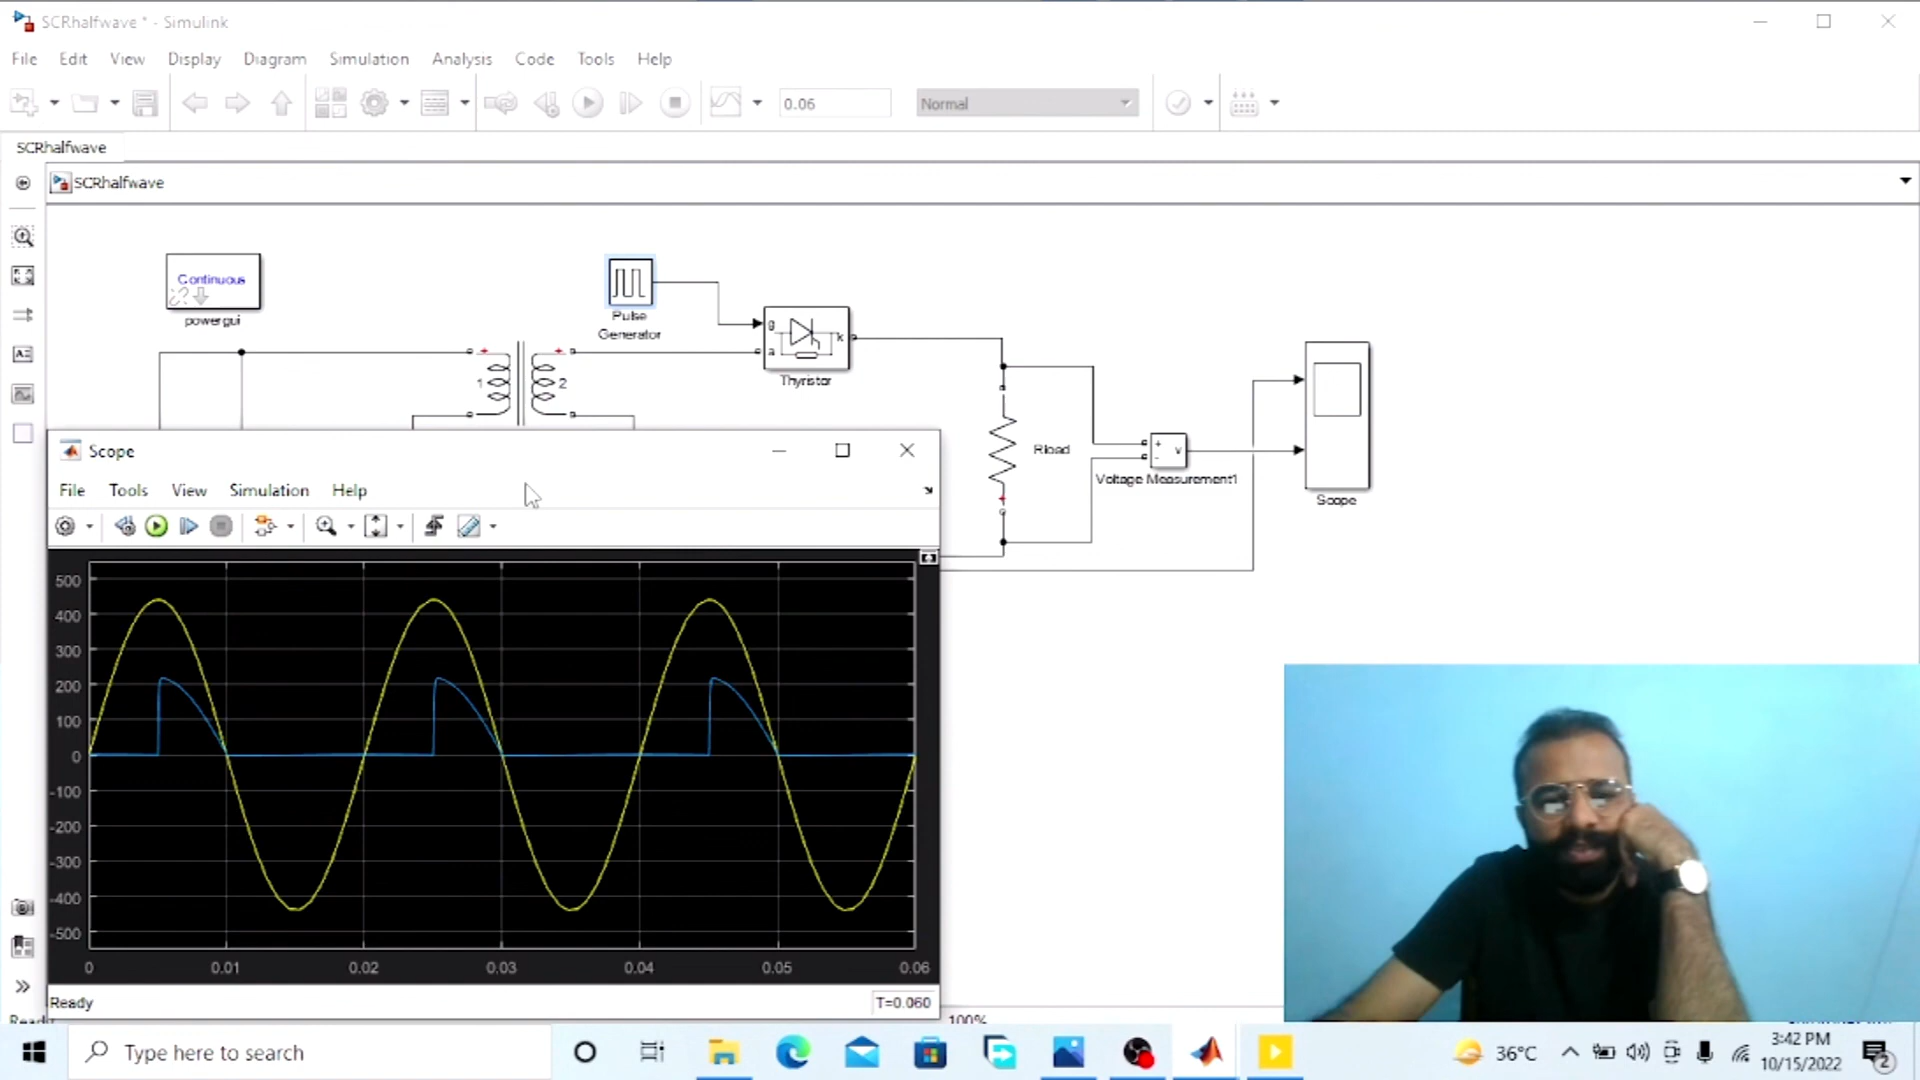 SCRhalfwave * - Simulink
File Edit View Display Diagram Simulation Analysis Code Tools Help
0.06 Normal
SCRhalfwave
SCRhalfwave
Continuous
powergui
Pulse
Generator
g
a
k
Thyristor
1
2
Rload
+
-
v
Voltage Measurement1
Scope
Scope
File Tools View Simulation Help
500
400
300
200
100
0
-100
-200
-300
-400
-500
0 0.01 0.02 0.03 0.04 0.05 0.06
Ready T=0.060
100%
Type here to search
36°C
3:42 PM
10/15/2022
2